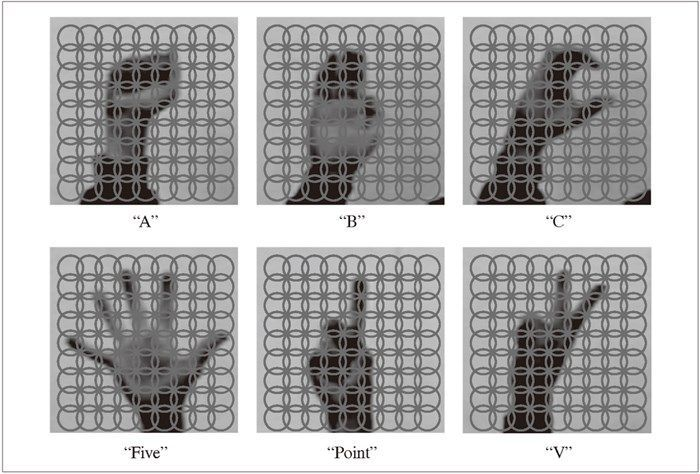 “A”
“B”
“C”
“Five”
“Point”
“V”